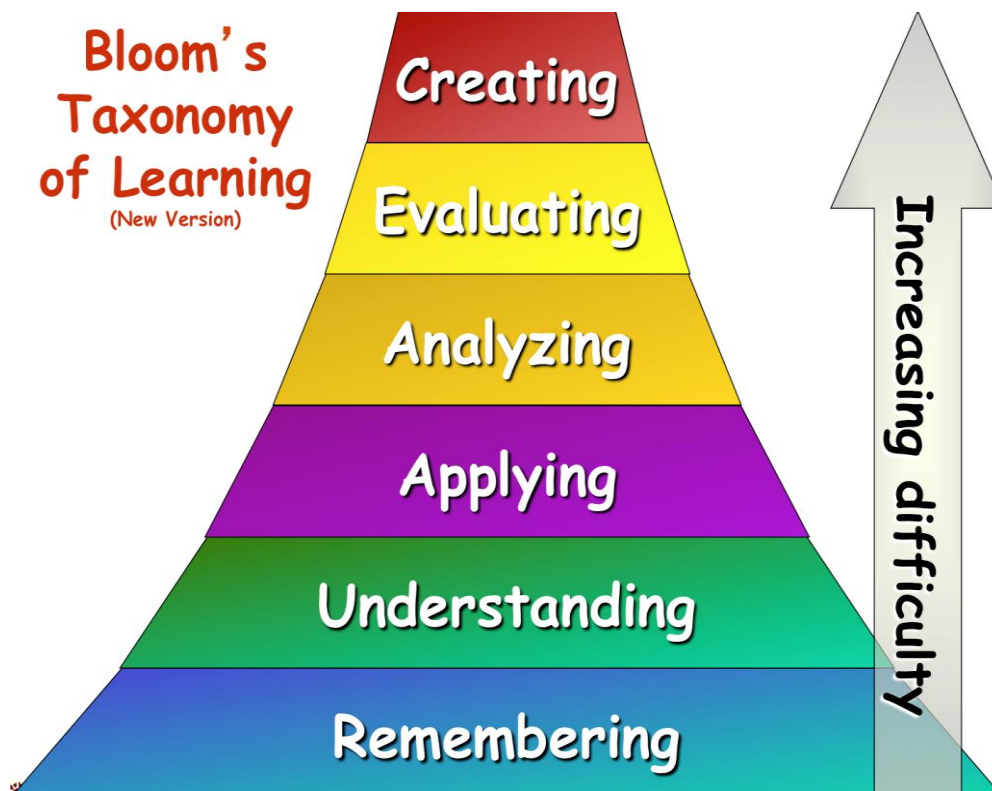 Bloom's
Taxonomy
of Learning
(New Version)
Creating
Evaluating
Analyzing
Applying
Understanding
Remembering
Increasing difficulty